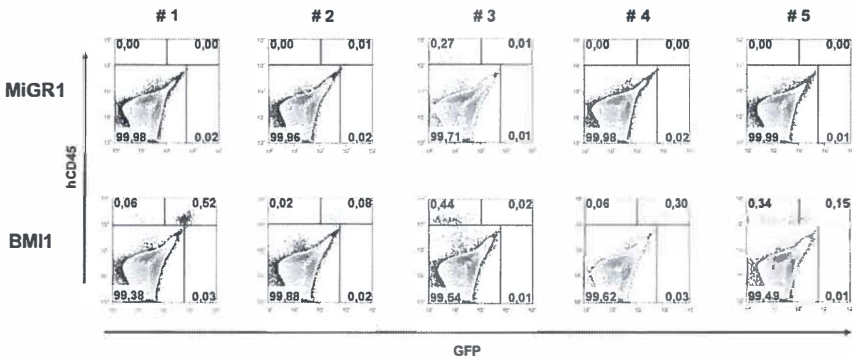 # 1 # 2 # 3 # 4 # 5
0,00 0,00 0,00 0,01 0,27 0,01 0,00 0,00 0,00 0,00
MiGR1
99,98 0,02 99,96 0,02 99,71 0,01 99,98 0,02 99,99 0,01
hCD45
0,06 0,52 0,02 0,08 0,44 0,02 0,06 0,30 0,34 0,15
BMI1
99,38 0,03 99,88 0,02 99,54 0,01 99,62 0,03 99,49 0,01
GFP